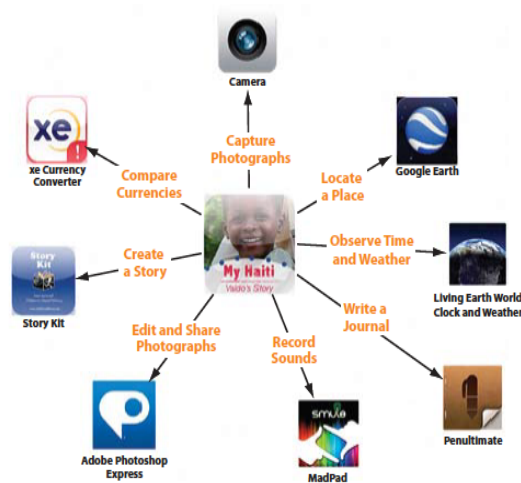 Camera
Capture
Photographs
xe
!
xe Currency
Converter
Compare
Currencies
Locate
a Place
Google Earth
Create
a Story
Story
Kit
Story Kit
My Haiti
Valdo's Story
Observe Time
and Weather
Living Earth World
Clock and Weather
Edit and Share
Photographs
Record
Sounds
Write a
Journal
Adobe Photoshop
Express
smule
MadPad
Penultimate